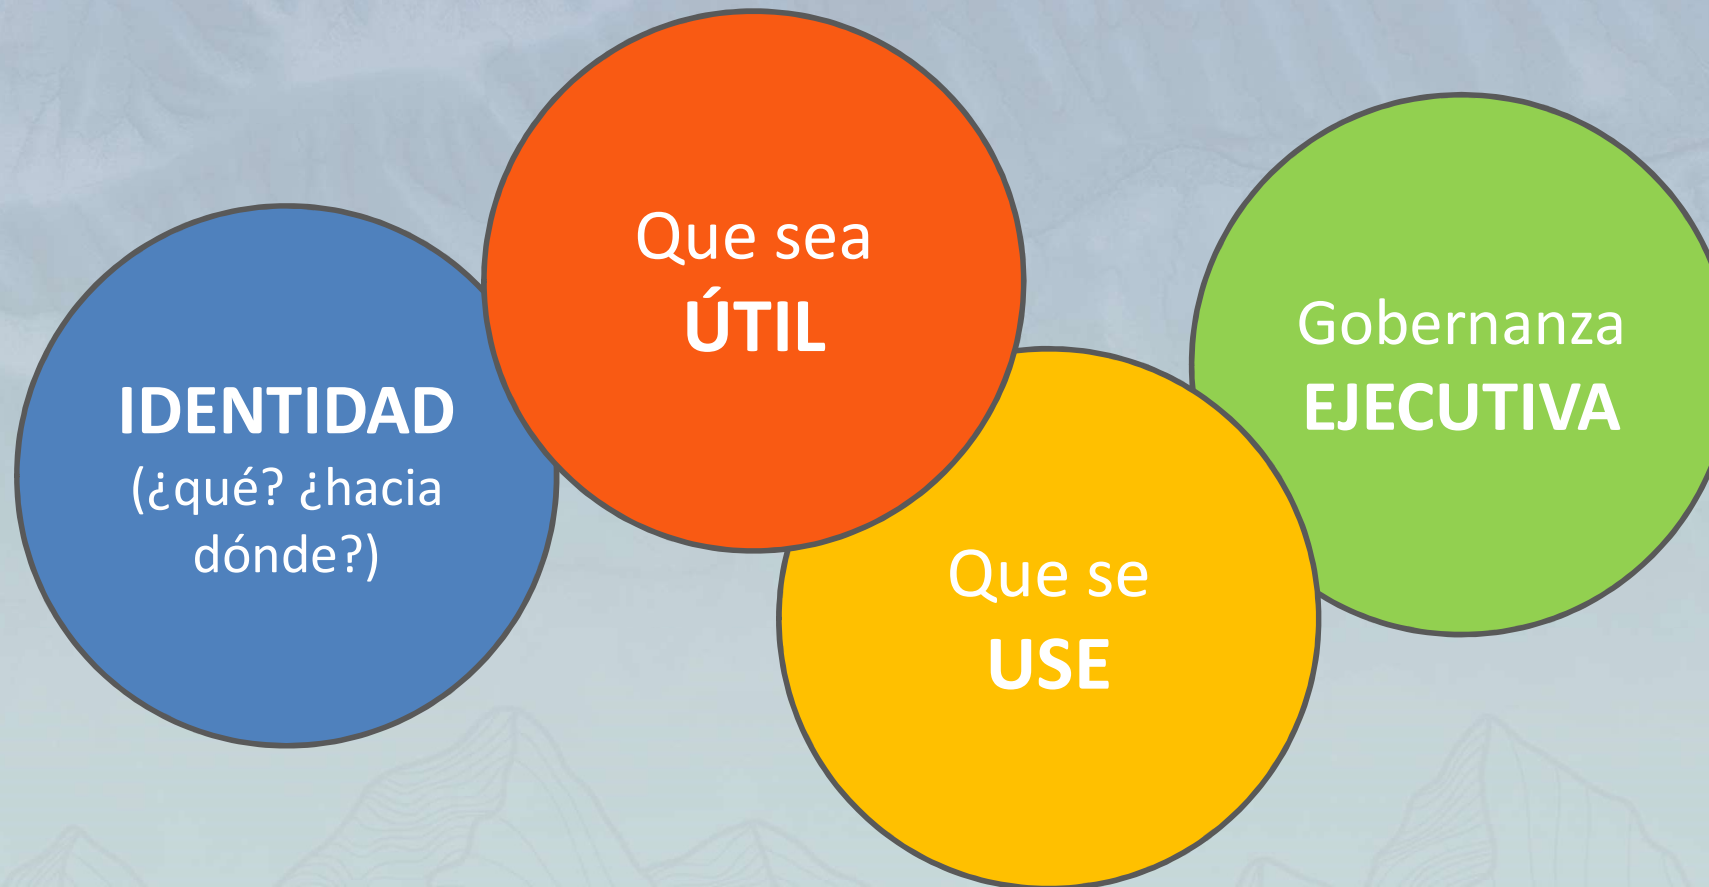 IDENTIDAD
(¿qué? ¿hacia
dónde?)
Que sea
ÚTIL
Que se
USE
Gobernanza
EJECUTIVA